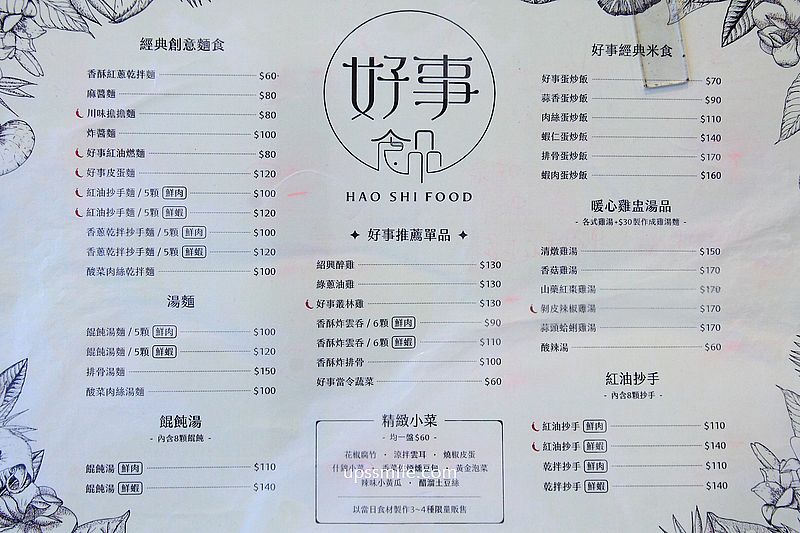 經典創意麵食
香酥紅蔥乾拌麵 $60
麻醬麵 $80
川味擔擔麵 $80
炸醬麵 $100
好事紅油燃麵 $80
好事皮蛋麵 $120
紅油抄手麵 / 5顆 鮮肉 $100
紅油抄手麵 / 5顆 鮮蝦 $120
香蔥乾拌抄手麵 / 5顆 鮮肉 $100
香蔥乾拌抄手麵 / 5顆 鮮蝦 $120
酸菜肉絲乾拌麵 $100
湯麵
餛飩湯麵 / 5顆 鮮肉 $100
餛飩湯麵 / 5顆 鮮蝦 $120
排骨湯麵 $150
酸菜肉絲湯麵 $100
餛飩湯
- 內含8顆餛飩 -
餛飩湯 鮮肉 $110
餛飩湯 鮮蝦 $140
好事
食品
HAO SHI FOOD
好事推薦單品
紹興醉雞 $130
綠蔥油雞 $130
好事叢林雞 $130
香酥炸雲吞 / 6顆 鮮肉 $90
香酥炸雲吞 / 6顆 鮮蝦 $110
香酥炸排骨 $100
好事當令蔬菜 $60
精緻小菜
- 均一盤$60 -
花椒腐竹 · 涼拌雲耳 · 燒椒皮蛋
黃金泡菜
辣味小黃瓜 · 醋溜土豆絲
以當日食材製作3~4種限量販售
upssmile.com
好事經典米食
好事蛋炒飯 $70
蒜香蛋炒飯 $90
肉絲蛋炒飯 $110
蝦仁蛋炒飯 $140
排骨蛋炒飯 $170
蝦肉蛋炒飯 $160
暖心雞盅湯品
- 各式雞湯+$30製作成雞湯麵 -
清燉雞湯 $150
香菇雞湯 $170
山藥紅棗雞湯 $170
剝皮辣椒雞湯 $170
蒜頭蛤蜊雞湯 $170
酸辣湯 $60
紅油抄手
- 內含8顆抄手 -
紅油抄手 鮮肉 $110
紅油抄手 鮮蝦 $140
乾拌抄手 鮮肉 $110
乾拌抄手 鮮蝦 $140